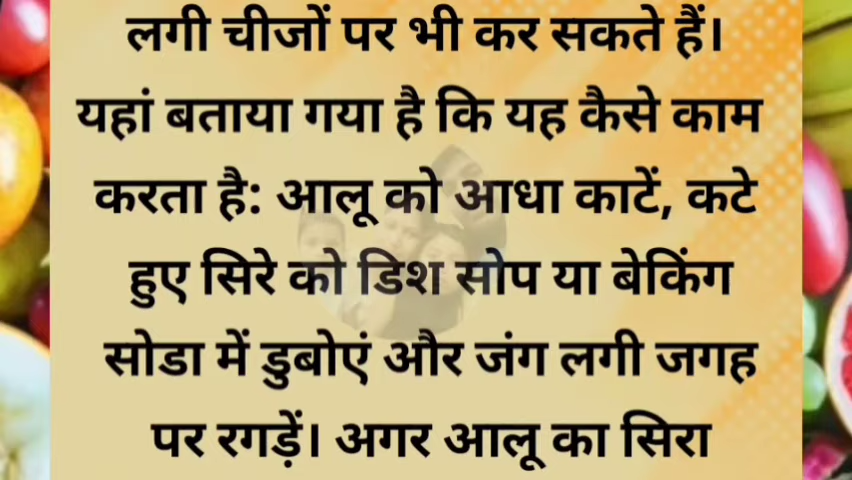 लगी चीजों पर भी कर सकते हैं।
यहां बताया गया है कि यह कैसे काम
करता है: आलू को आधा काटें, कटे
हुए सिरे को डिश सोप या बेकिंग
सोडा में डुबोएं और जंग लगी जगह
पर रगड़ें। अगर आलू का सिरा